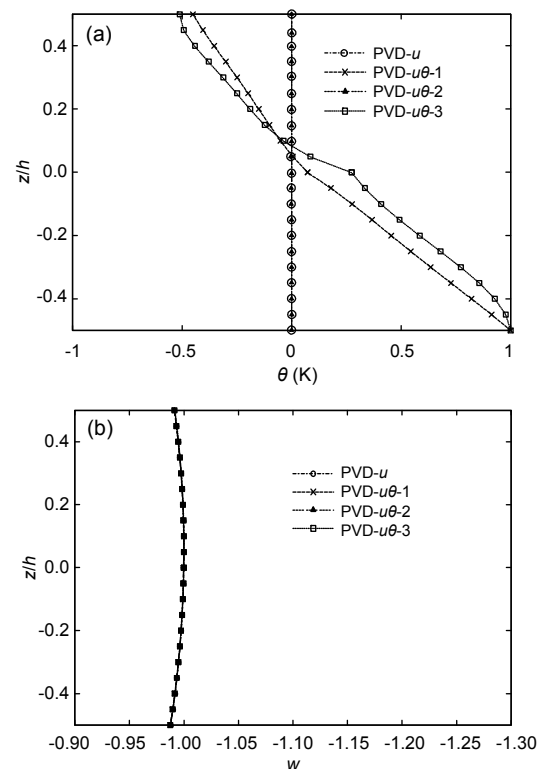 (a)
PVD-u
PVD-uθ-1
PVD-uθ-2
PVD-uθ-3
z/h
0.4
0.2
0.0
-0.2
-0.4
-1 -0.5 0 0.5 1
θ (K)
(b)
PVD-u
PVD-uθ-1
PVD-uθ-2
PVD-uθ-3
z/h
0.4
0.2
0.0
-0.2
-0.4
-0.90 -0.95 -1.00 -1.05 -1.10 -1.15 -1.20 -1.25 -1.30
w